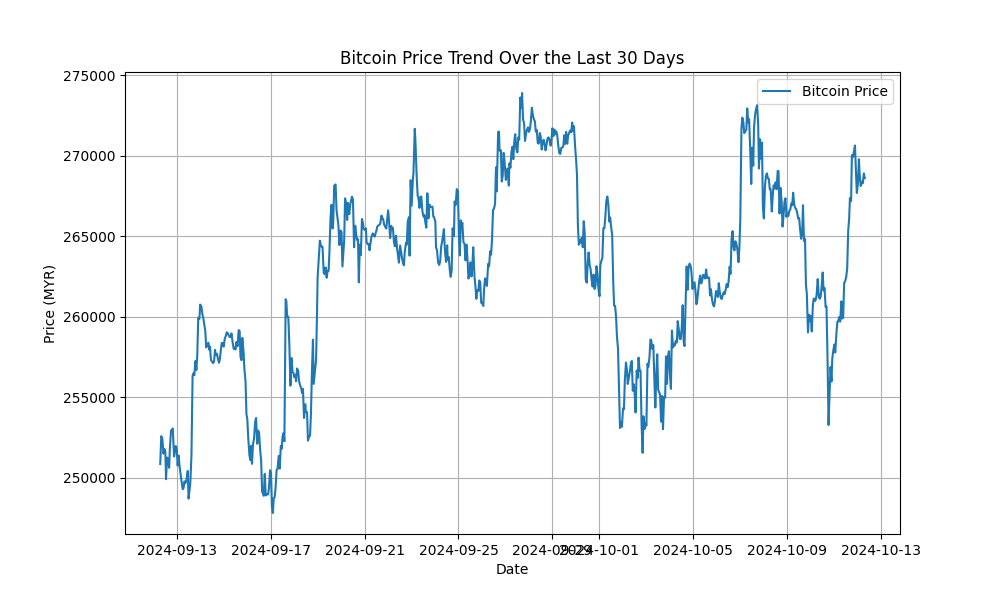 Bitcoin Price Trend Over the Last 30 Days
Bitcoin Price
275000
270000
265000
260000
255000
250000
Price (MYR)
2024-09-13 2024-09-17 2024-09-21 2024-09-25 2024-09-29 2024-10-01 2024-10-05 2024-10-09 2024-10-13
Date